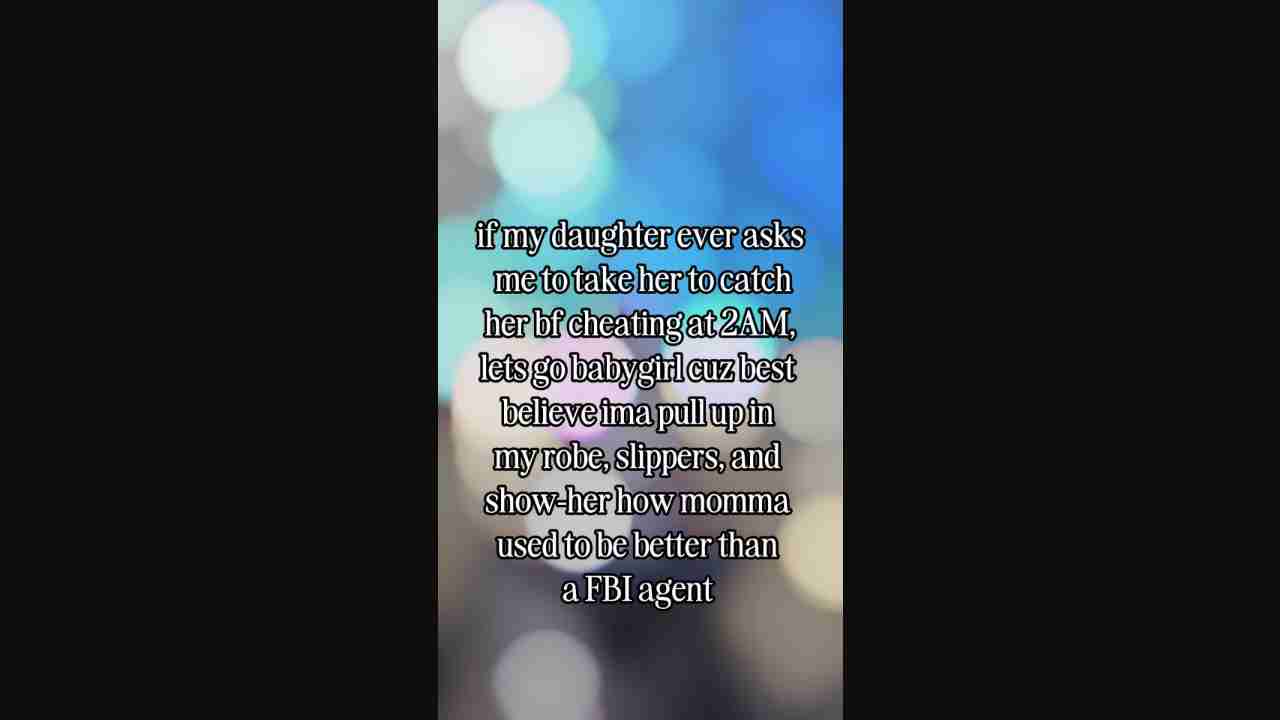 if my daughter ever asks
me to take her to catch
her bf cheating at 2AM,
lets go babygirl cuz best
believe ima pull up in
my robe, slippers, and
show-her how momma
used to be better than
a FBI agent